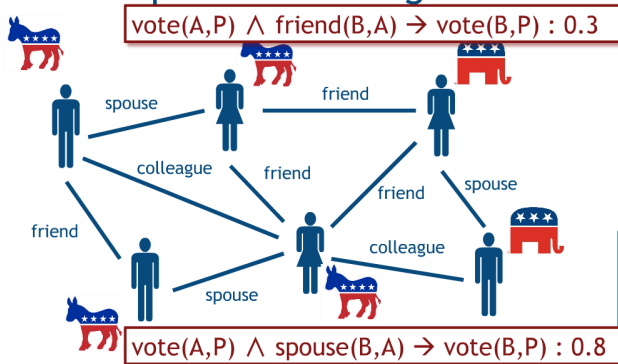 vote(A,P) ∧ friend(B,A) → vote(B,P) : 0.3
spouse
friend
colleague
friend
friend
spouse
friend
colleague
spouse
vote(A,P) ∧ spouse(B,A) → vote(B,P) : 0.8